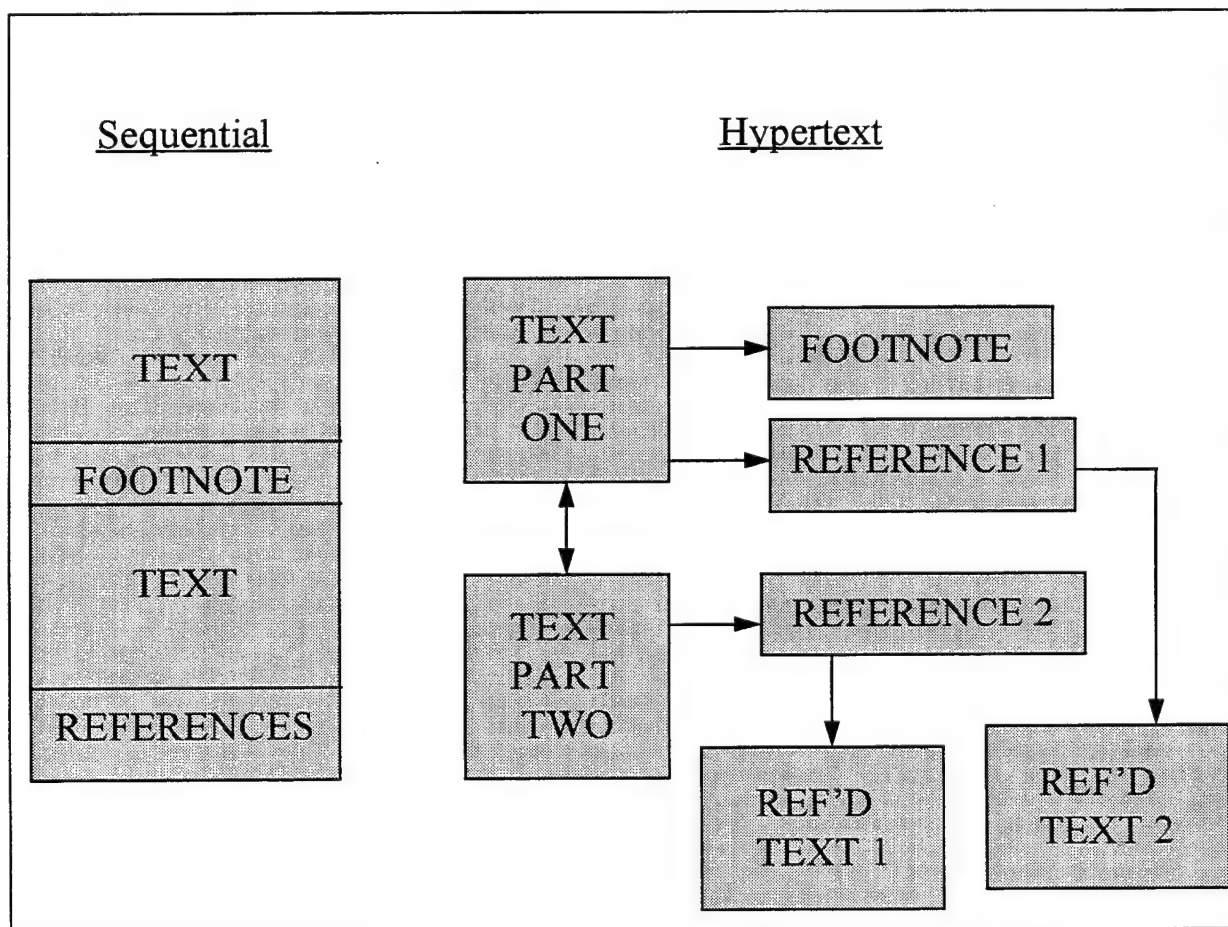 Sequential
Hypertext
TEXT
FOOTNOTE
TEXT
REFERENCES
TEXT
PART
ONE
FOOTNOTE
REFERENCE 1
TEXT
PART
TWO
REFERENCE 2
REF'D
TEXT 1
REF'D
TEXT 2